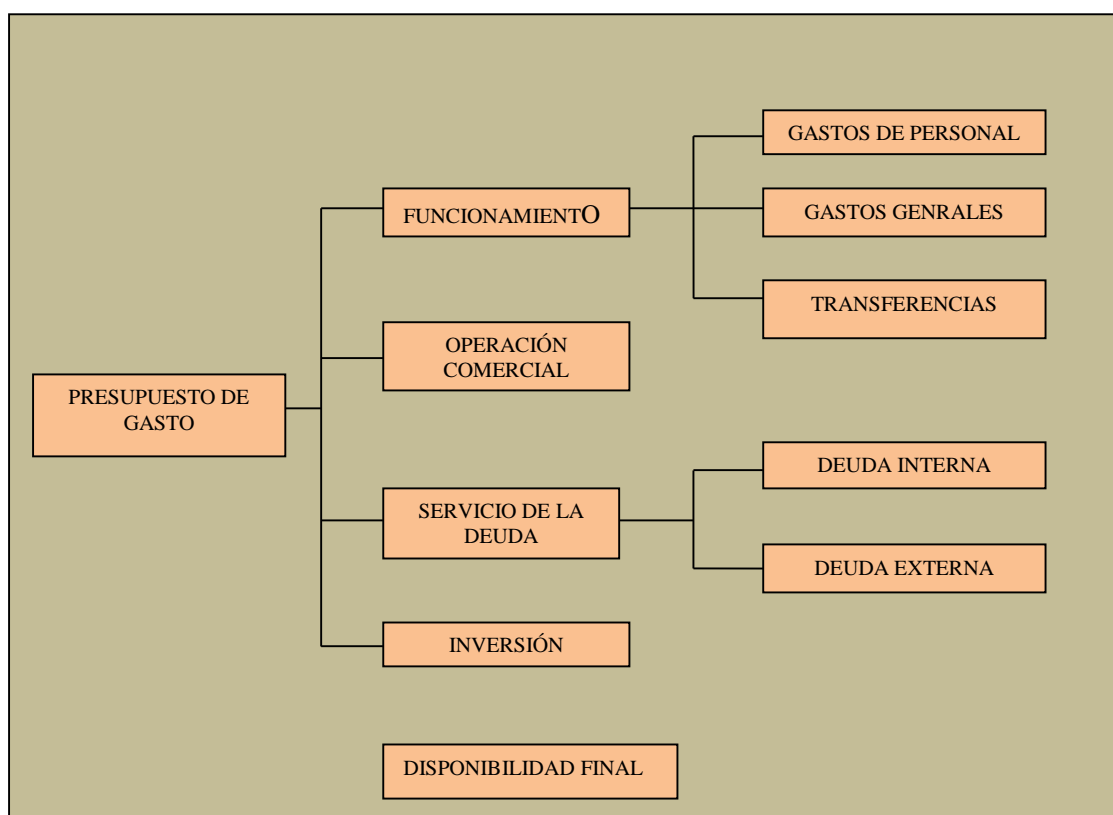 PRESUPUESTO DE
GASTO
FUNCIONAMIENTO
GASTOS DE PERSONAL
GASTOS GENRALES
TRANSFERENCIAS
OPERACIÓN
COMERCIAL
SERVICIO DE LA
DEUDA
DEUDA INTERNA
DEUDA EXTERNA
INVERSIÓN
DISPONIBILIDAD FINAL